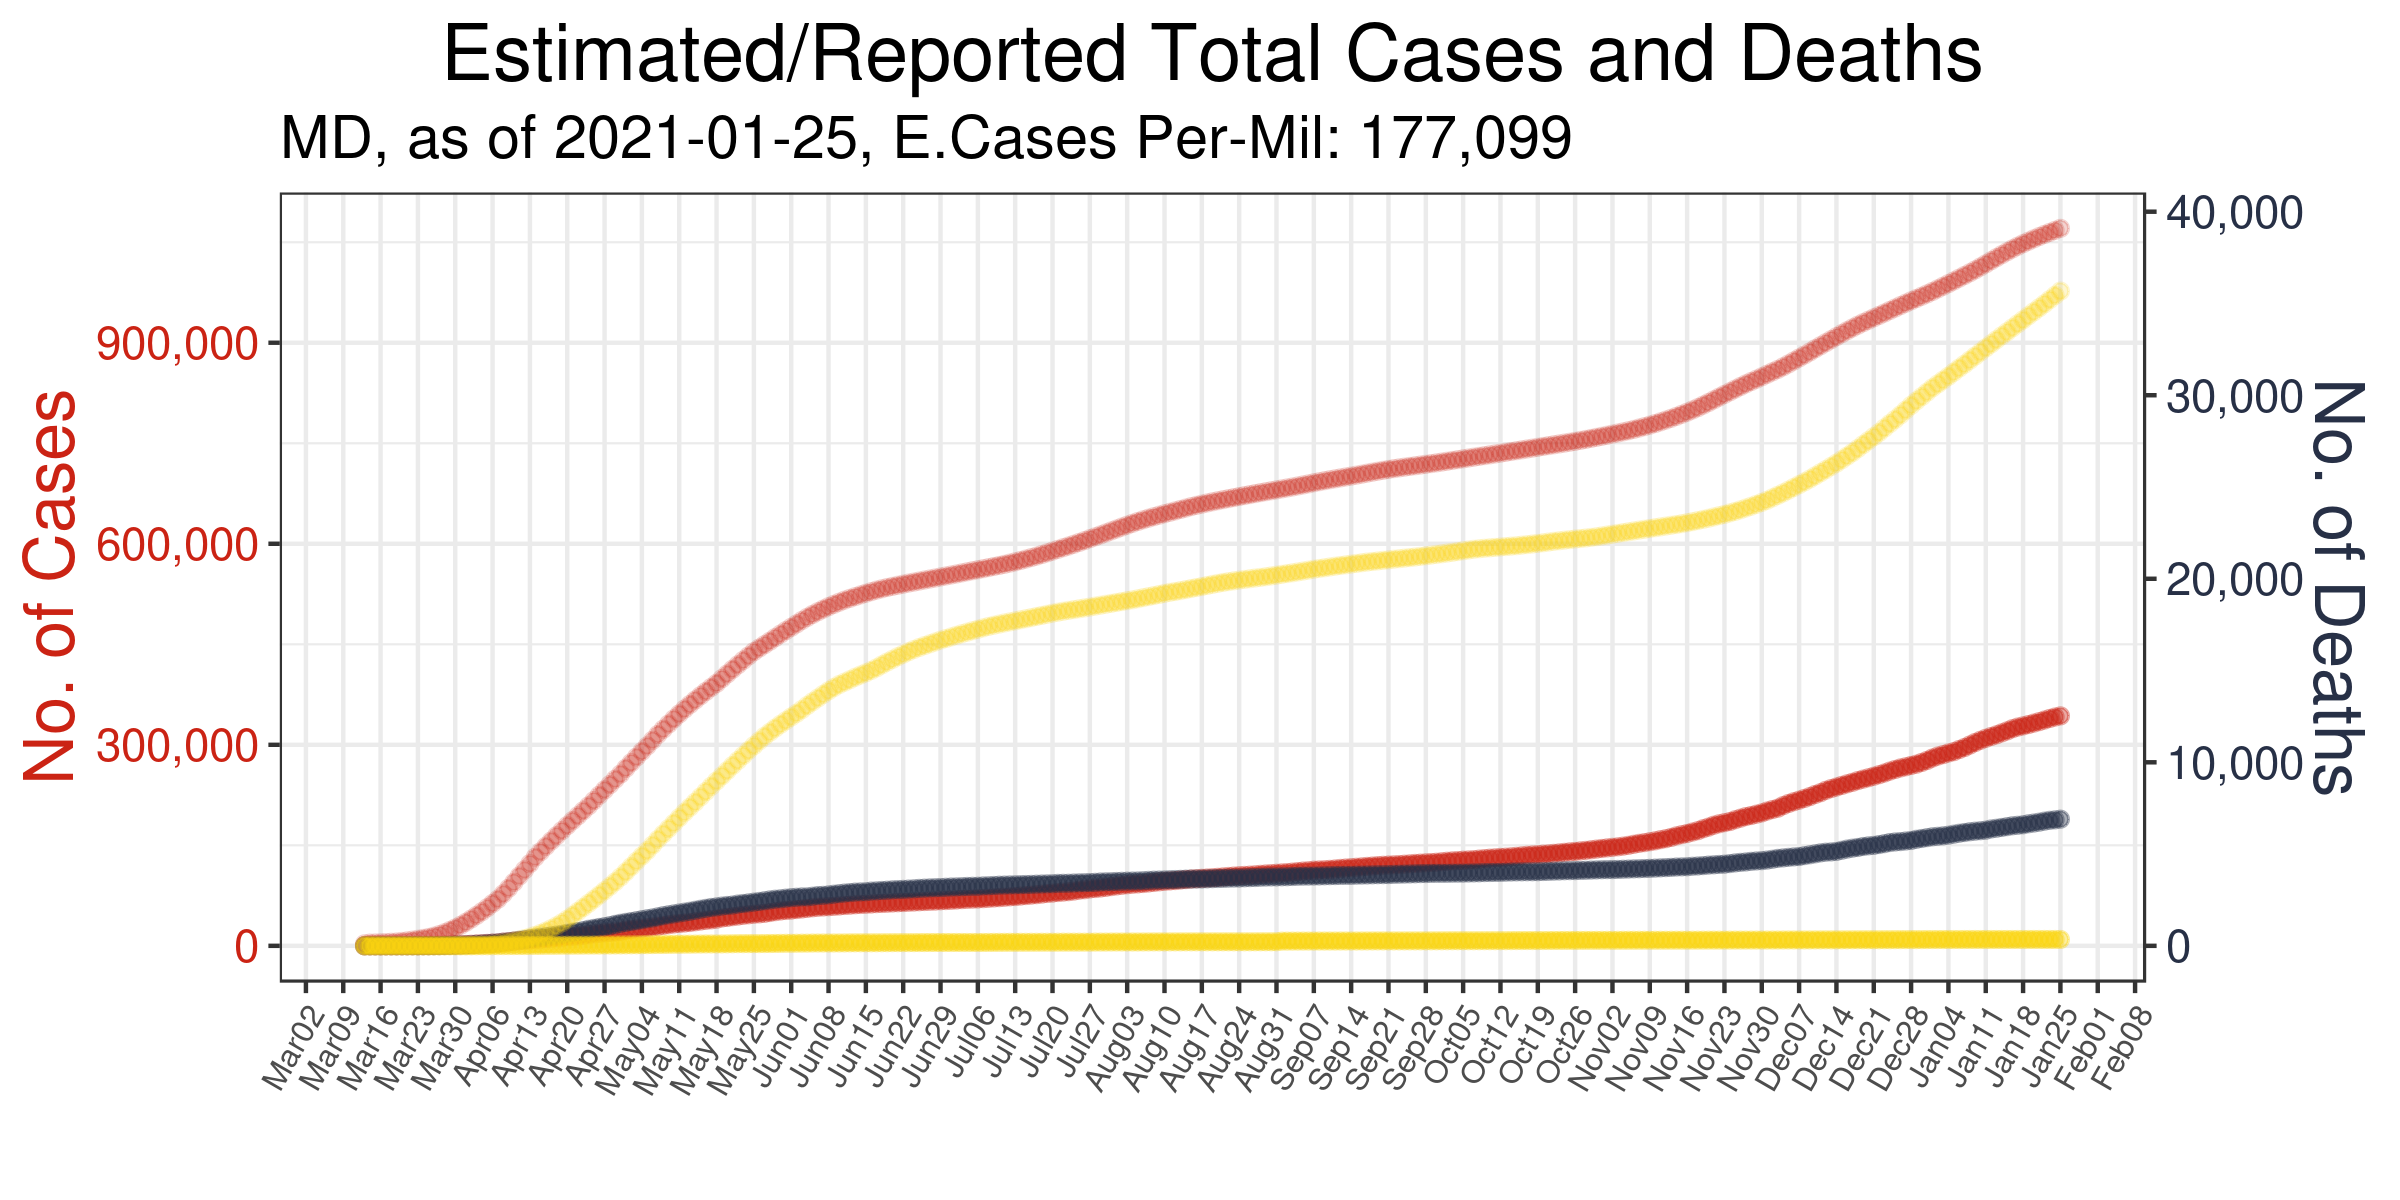 Estimated/Reported Total Cases and Deaths
MD, as of 2021-01-25, E.Cases Per-Mil: 177,099
No. of Cases
900,000
600,000
300,000
0
40,000
30,000
20,000
10,000
0
No. of Deaths
Mar02
Mar09
Mar16
Mar23
Mar30
Apr06
Apr13
Apr20
Apr27
May04
May11
May18
May25
Jun01
Jun08
Jun15
Jun22
Jun29
Jul06
Jul13
Jul20
Jul27
Aug03
Aug10
Aug17
Aug24
Aug31
Sep07
Sep14
Sep21
Sep28
Oct05
Oct12
Oct19
Oct26
Nov02
Nov09
Nov16
Nov23
Nov30
Dec07
Dec14
Dec21
Dec28
Jan04
Jan11
Jan18
Jan25
Feb01
Feb08